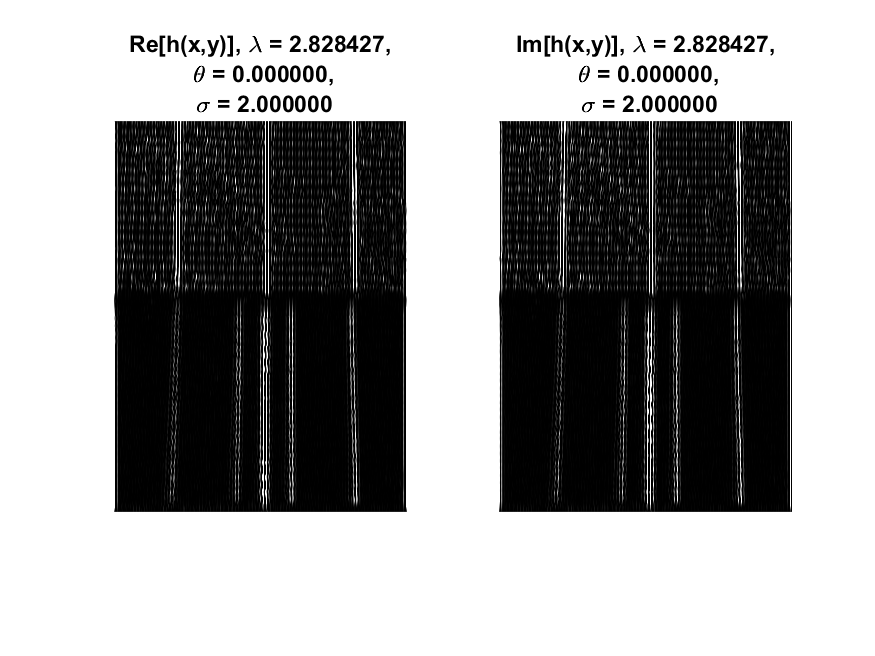 Re[h(x,y)], λ = 2.828427,
θ = 0.000000,
σ = 2.000000
Im[h(x,y)], λ = 2.828427,
θ = 0.000000,
σ = 2.000000